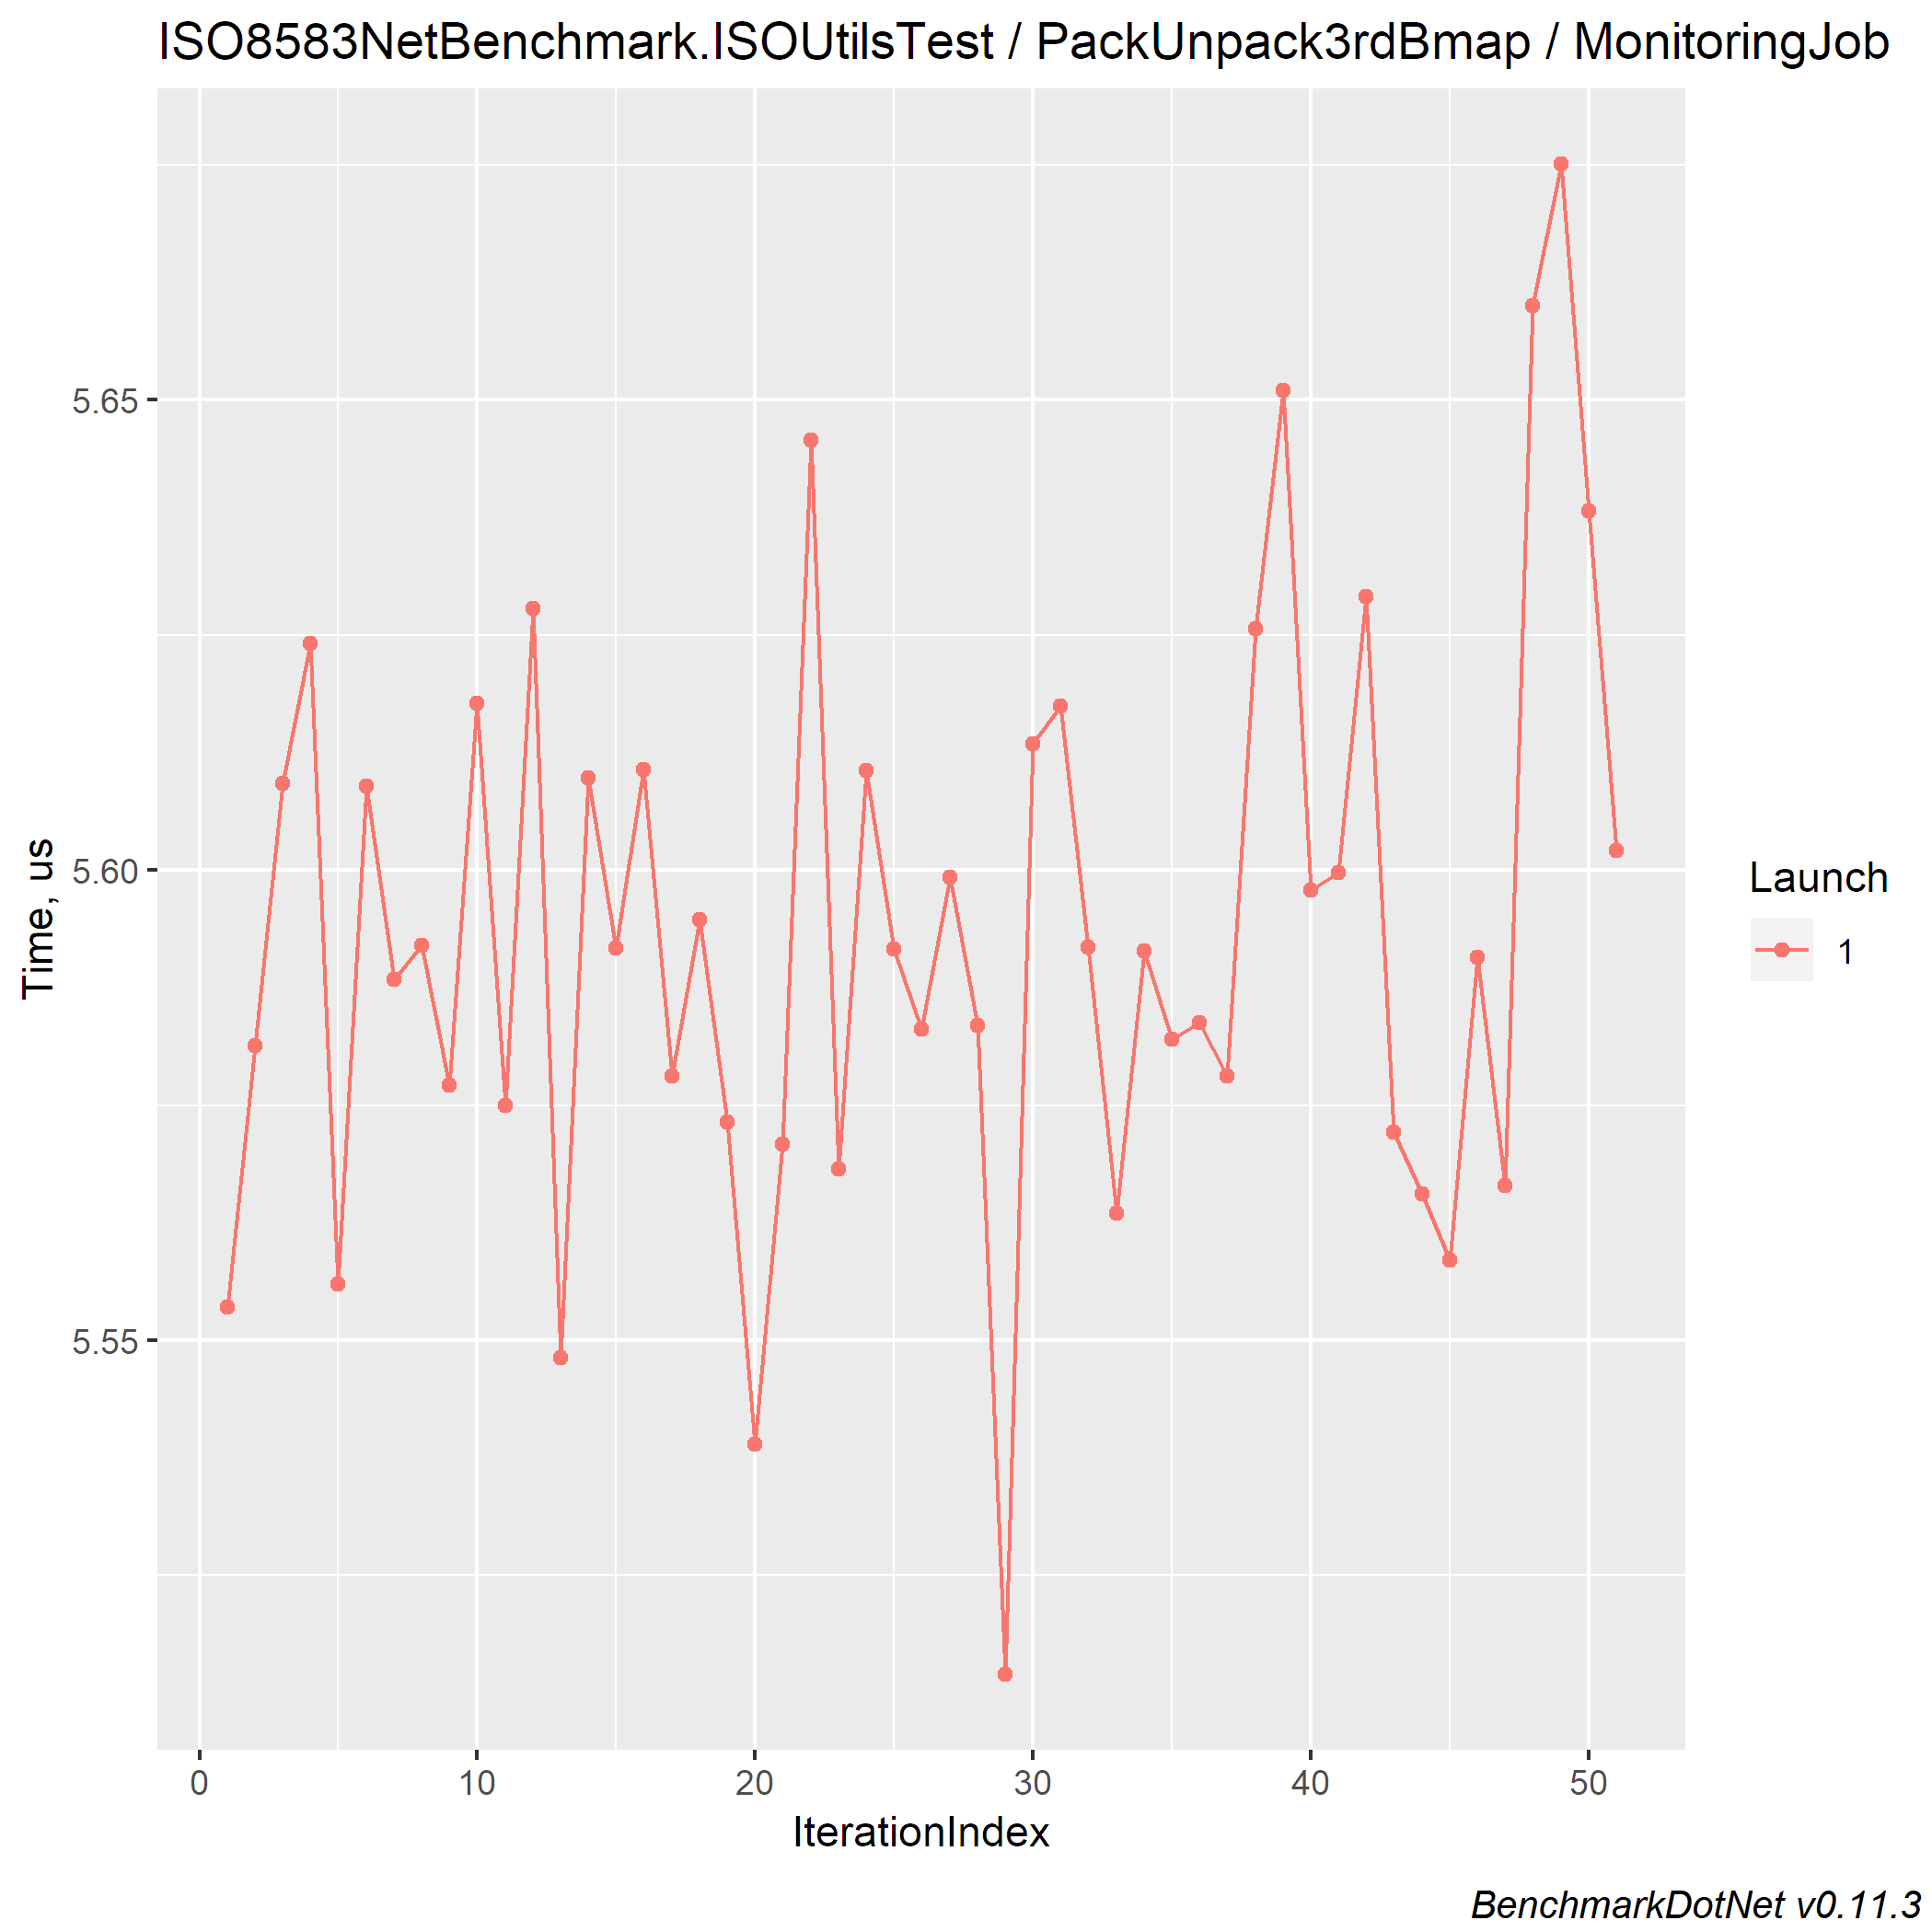 ISO8583NetBenchmark.ISOUtilsTest / PackUnpack3rdBmap / MonitoringJob
5.65
5.60
5.55
Time, us
0 10 20 30 40 50
IterationIndex
Launch
1
BenchmarkDotNet v0.11.3